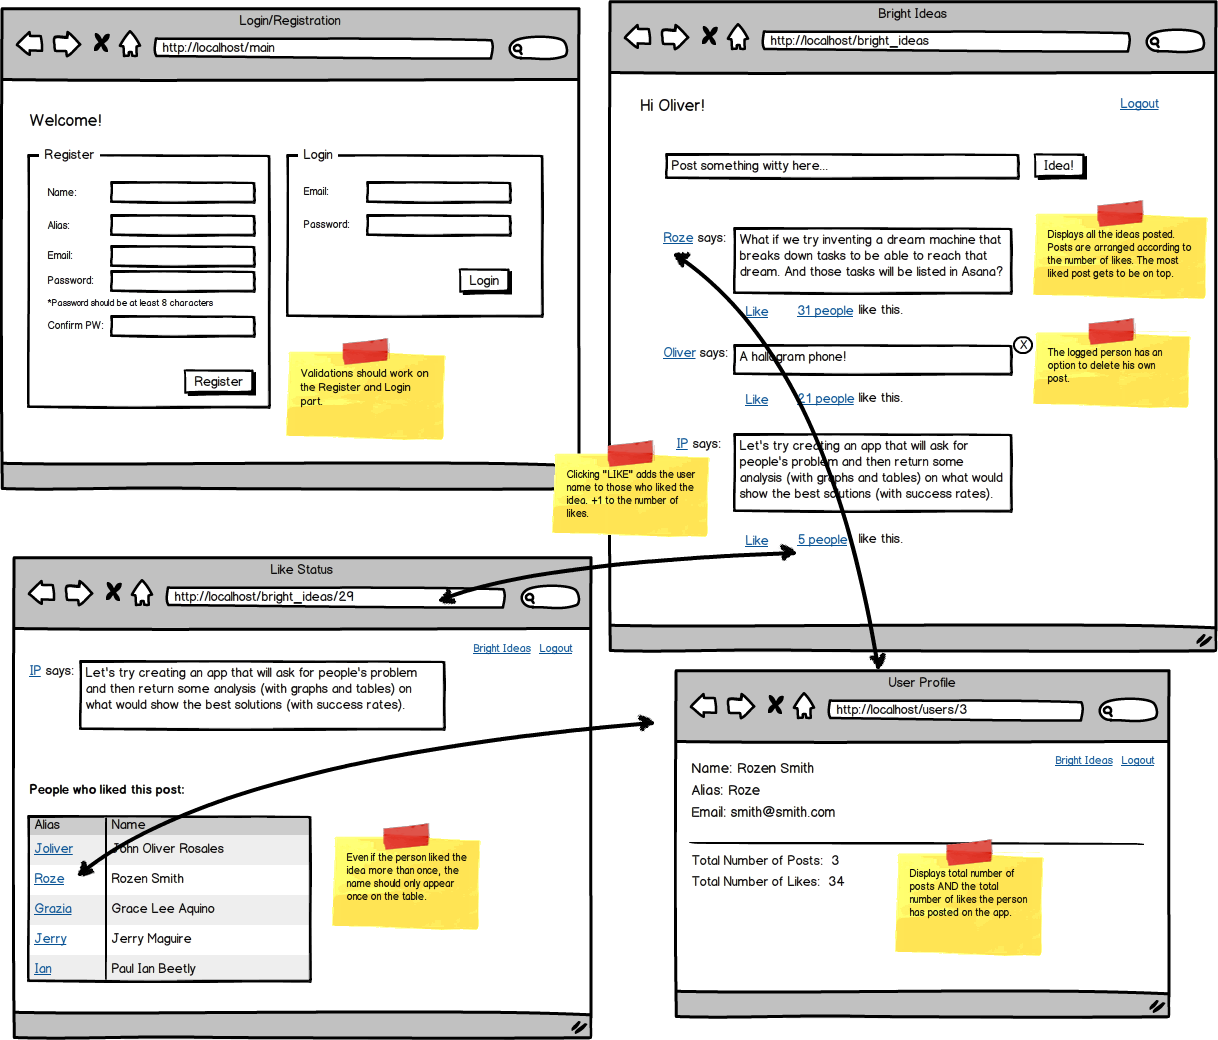 Login/Registration
http://localhost/main
Welcome!
Register
Name:
Alias:
Email:
Password:
*Password should be at least 8 characters
Confirm PW:
Register
Login
Email:
Password:
Login
Validations should work on
the Register and Login
part.
Bright Ideas
http://localhost/bright_ideas
Hi Oliver!
Logout
Post something witty here...
Idea!
Roze says:
What if we try inventing a dream machine that
breaks down tasks to be able to reach that
dream. And those tasks will be listed in Asana?
Like
31 people like this.
Displays all the ideas posted.
Posts are arranged according to
the number of likes. The most
liked post gets to be on top.
Oliver says:
A hallogram phone!
X
Like
21 people like this.
The logged person has an
option to delete his own
post.
IP says:
Let's try creating an app that will ask for
people's problem and then return some
analysis (with graphs and tables) on what would
show the best solutions (with success rates).
Like
5 people like this.
Clicking "LIKE" adds the user
name to those who liked the
idea. +1 to the number of
likes.
Like Status
http://localhost/bright_ideas/29
Bright Ideas Logout
IP says:
Let's try creating an app that will ask for people's problem
and then return some analysis (with graphs and tables) on
what would show the best solutions (with success rates).
People who liked this post:
Alias Name
Joliver John Oliver Rosales
Roze Rozen Smith
Grazia Grace Lee Aquino
Jerry Jerry Maguire
Ian Paul Ian Beetly
Even if the person liked the
idea more than once, the
name should only appear
once on the table.
User Profile
http://localhost/users/3
Bright Ideas Logout
Name: Rozen Smith
Alias: Roze
Email: smith@smith.com
Total Number of Posts: 3
Total Number of Likes: 34
Displays total number of
posts AND the total
number of likes the person
has posted on the app.